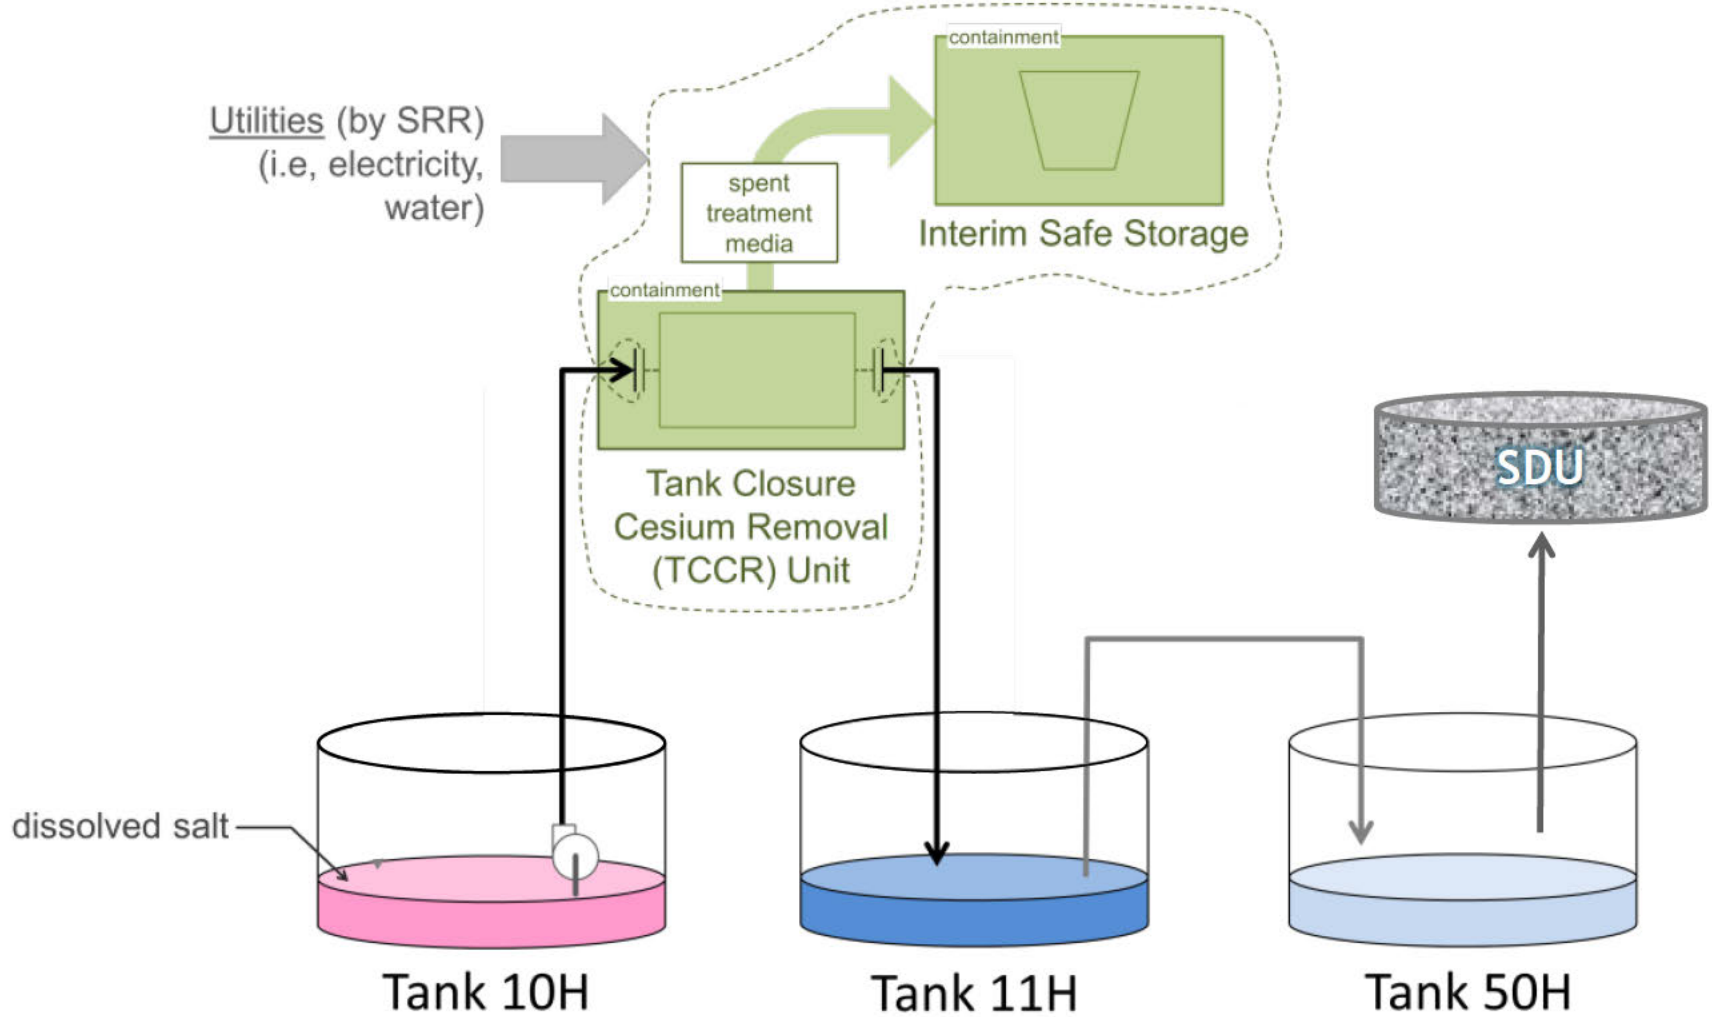 containment
Utilities (by SRR)
(i.e, electricity,
water)
spent
treatment
media
Interim Safe Storage
containment
Tank Closure
Cesium Removal
(TCCR) Unit
SDU
dissolved salt
Tank 10H
Tank 11H
Tank 50H